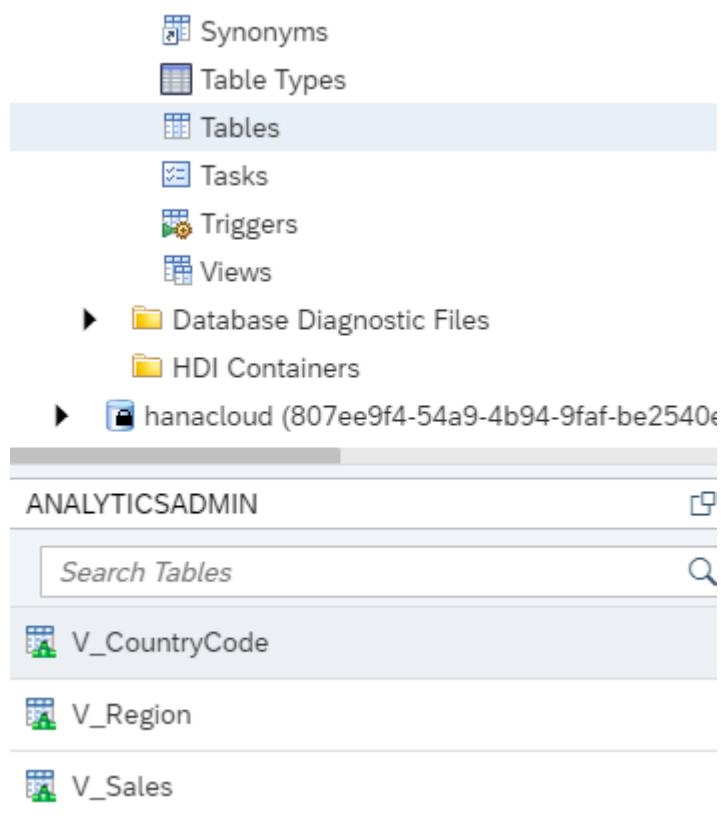 Synonyms
Table Types
Tables
Tasks
Triggers
Views
Database Diagnostic Files
HDI Containers
hanacloud (807ee9f4-54a9-4b94-9faf-be2540e
ANALYTICSADMIN
Search Tables
V_CountryCode
V_Region
V_Sales